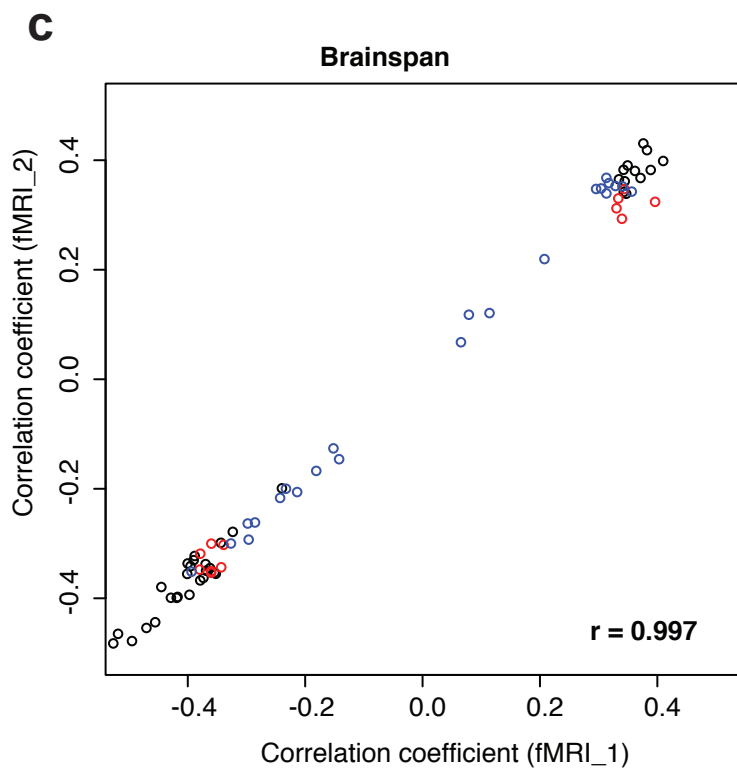 c
Brainspan
Correlation coefficient (fMRI_2)
0.4
0.2
0.0
-0.2
-0.4
r = 0.997
-0.4 -0.2 0.0 0.2 0.4
Correlation coefficient (fMRI_1)